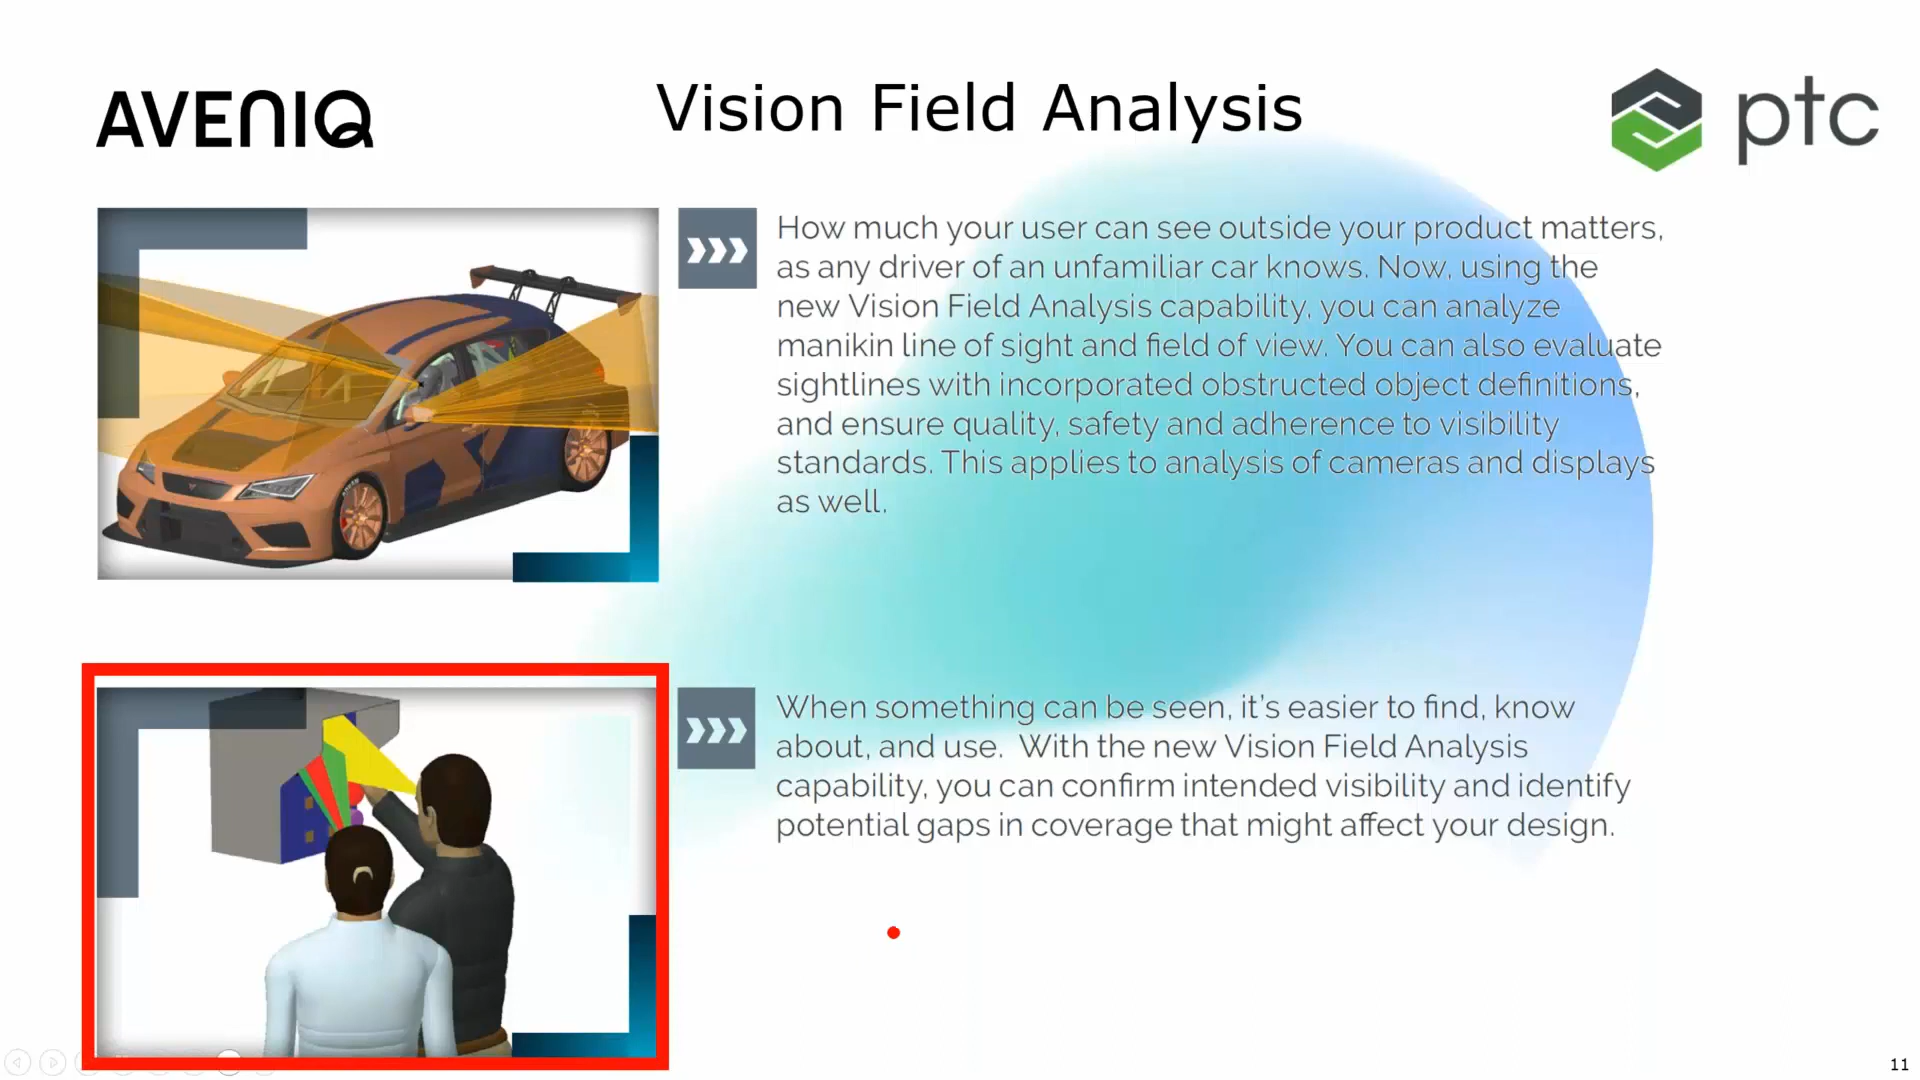 AVENIQ
Vision Field Analysis
ptc
How much your user can see outside your product matters,
as any driver of an unfamiliar car knows. Now, using the
new Vision Field Analysis capability, you can analyze
manikin line of sight and field of view. You can also evaluate
sightlines with incorporated obstructed object definitions,
and ensure quality, safety and adherence to visibility
standards. This applies to analysis of cameras and displays
as well.
When something can be seen, it's easier to find, know
about, and use.  With the new Vision Field Analysis
capability, you can confirm intended visibility and identify
potential gaps in coverage that might affect your design.
11